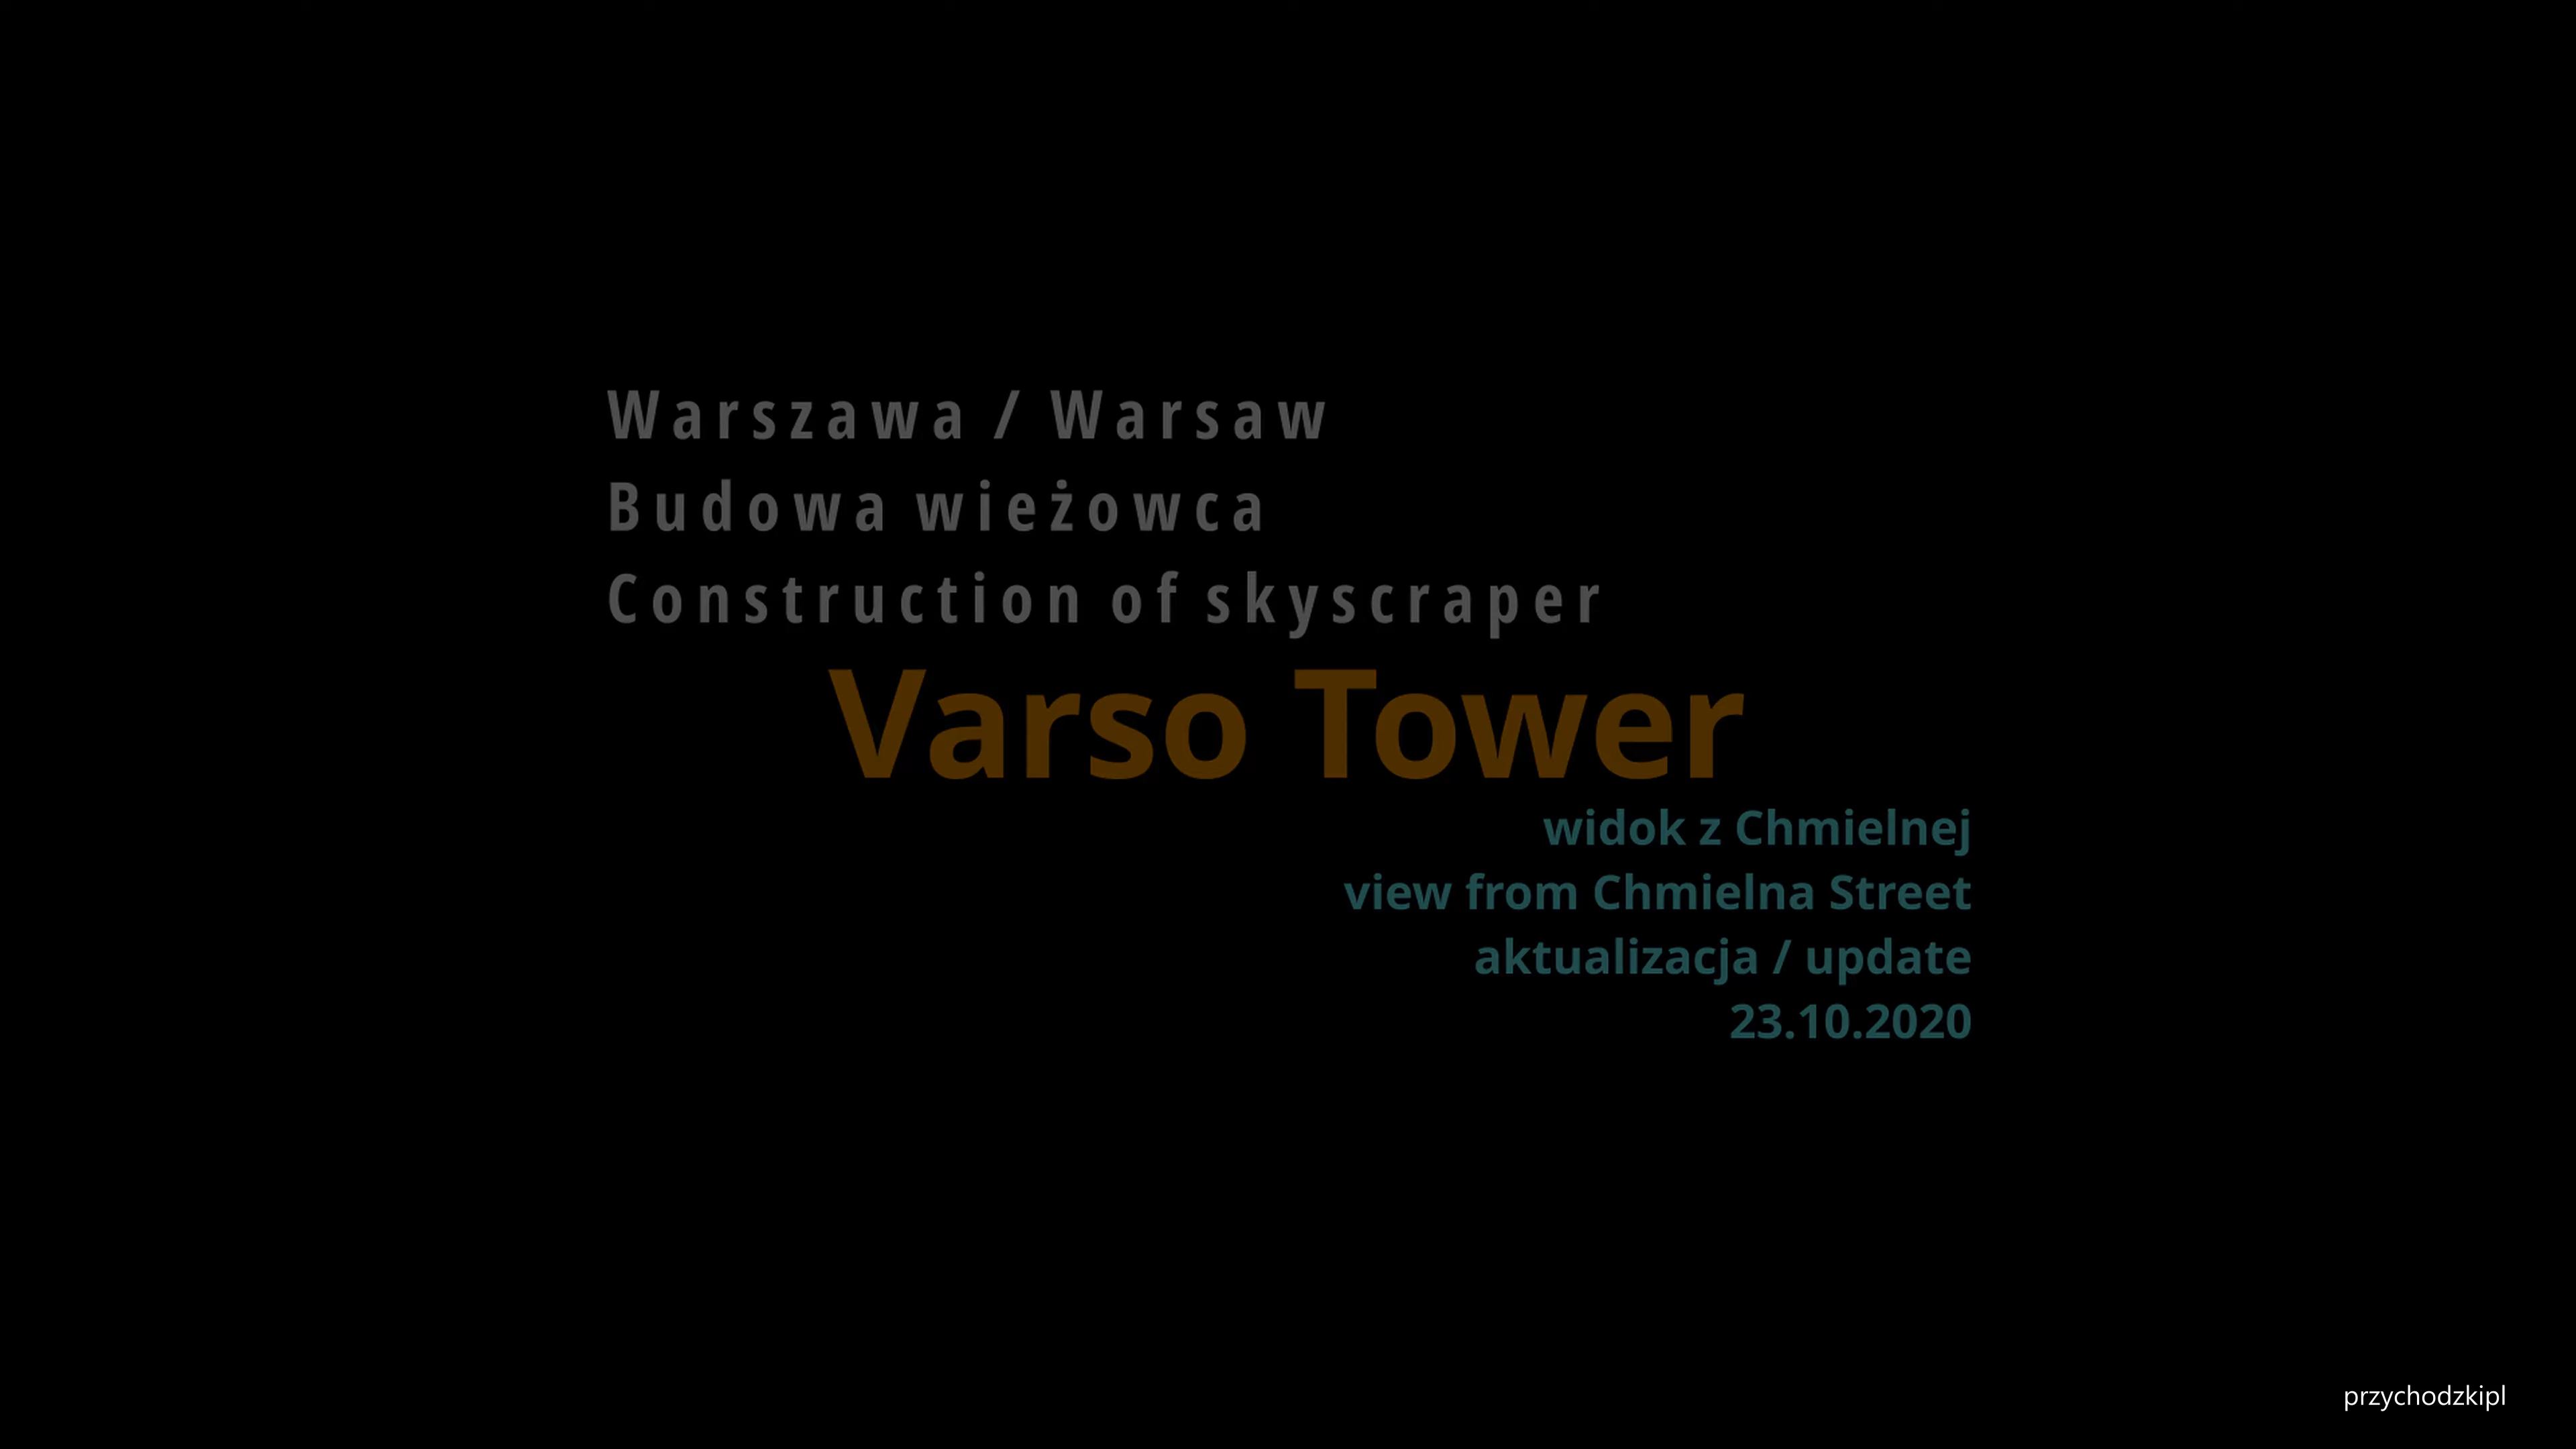 Warszawa / Warsaw
Budowa wieżowca
Construction of skyscraper
Varso Tower
widok z Chmielnej
view from Chmielna Street
aktualizacja / update
23.10.2020
przychodzkipl